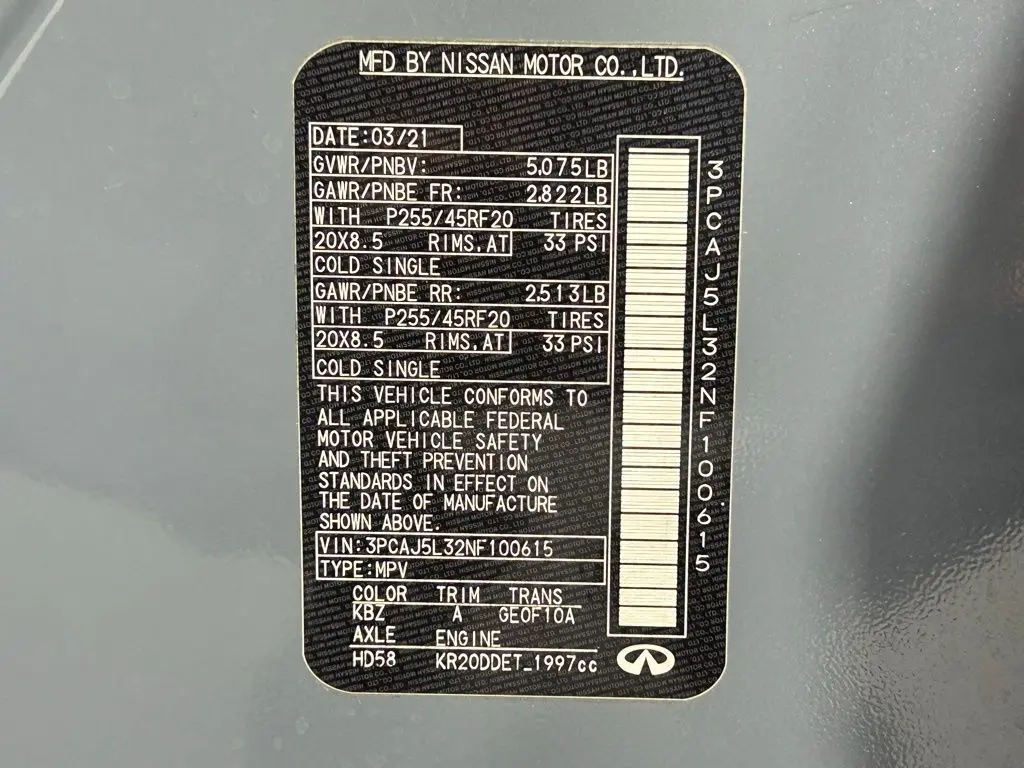 MFD BY NISSAN MOTOR CO.,LTD.
DATE:03/21
GVWR/PNBV: 5.075LB
GAWR/PNBE FR: 2.822LB
WITH P255/45RF20 TIRES
20X8.5 RIMS.AT 33 PSI
COLD SINGLE
GAWR/PNBE RR: 2.513LB
WITH P255/45RF20 TIRES
20X8.5 RIMS.AT 33 PSI
COLD SINGLE
THIS VEHICLE CONFORMS TO
ALL APPLICABLE FEDERAL
MOTOR VEHICLE SAFETY
AND THEFT PREVENTION
STANDARDS IN EFFECT ON
THE DATE OF MANUFACTURE
SHOWN ABOVE.
VIN:3PCAJ5L32NF100615
TYPE:MPV
COLOR TRIM TRANS
KBZ A GE0F10A
AXLE ENGINE
HD58 KR20DDET_1997cc
3PCAJ5L32NF100615